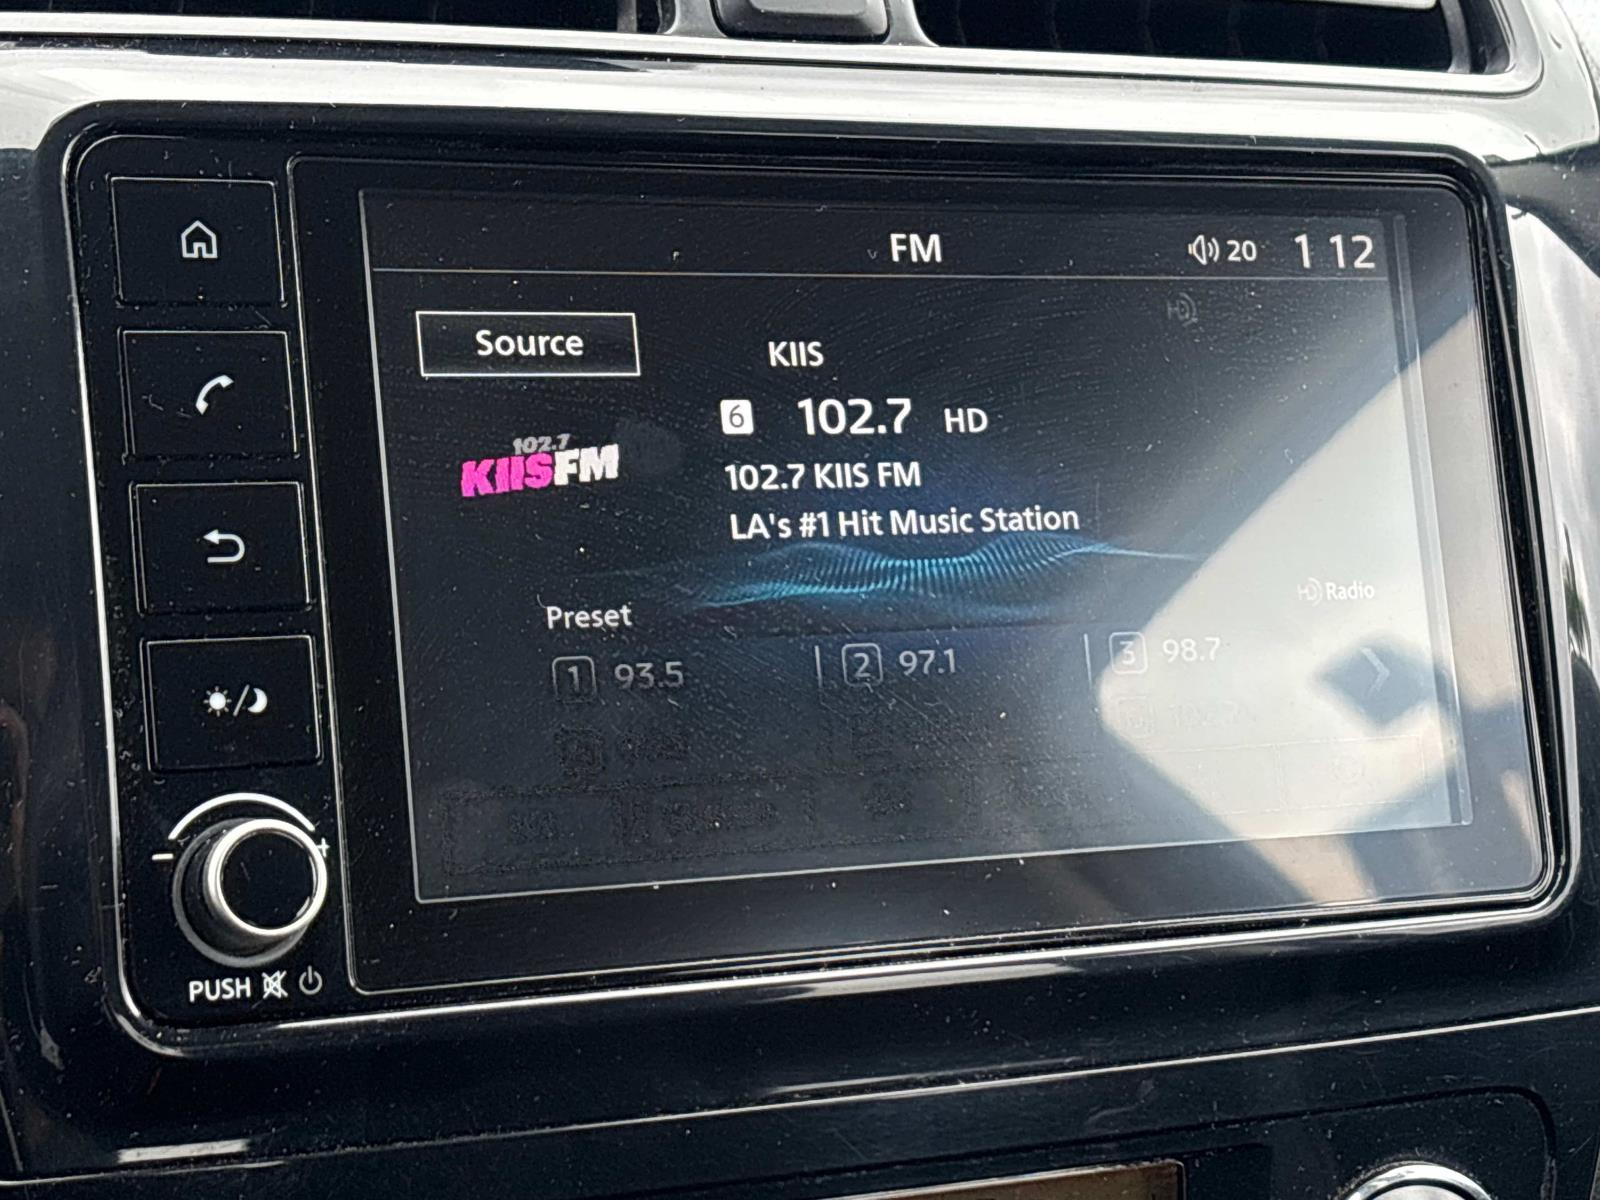 FM
20
1 12
Source
KIIS
6 102.7 HD
102.7
KIISFM
102.7 KIIS FM
LA's #1 Hit Music Station
HD Radio
Preset
1 93.5
2 97.1
3 98.7
PUSH